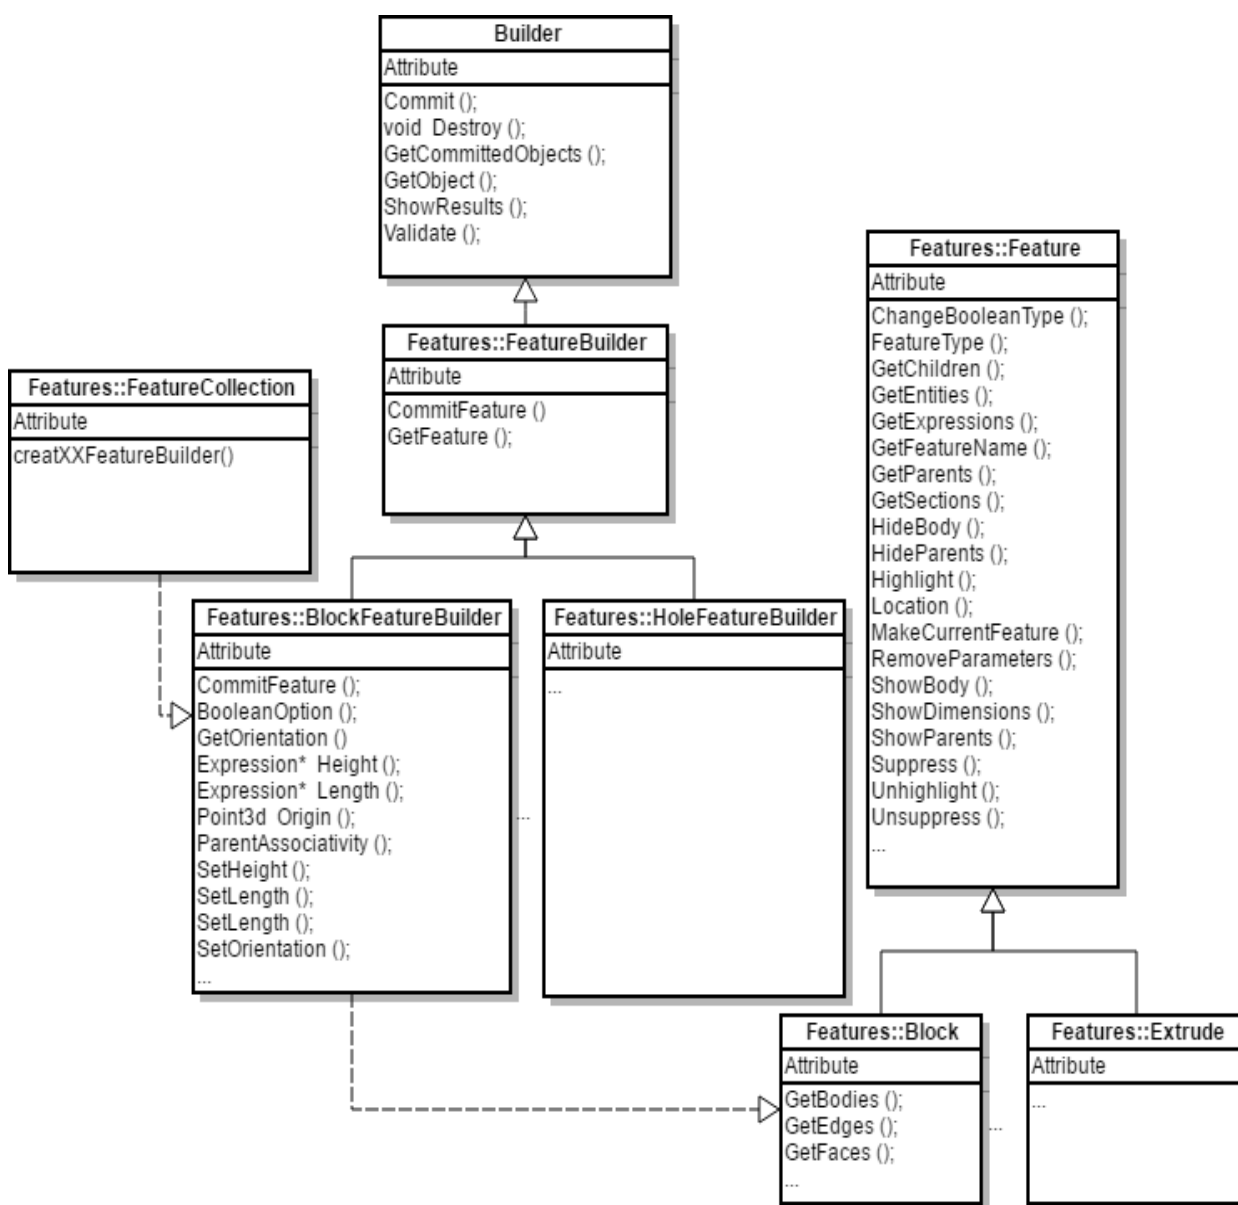 Builder
Attribute
Commit ();
void  Destroy ();
GetCommittedObjects ();
GetObject ();
ShowResults ();
Validate ();
Features::FeatureBuilder
Attribute
CommitFeature ()
GetFeature ();
Features::FeatureCollection
Attribute
creatXXFeatureBuilder()
Features::BlockFeatureBuilder
Attribute
CommitFeature ();
BooleanOption ();
GetOrientation ()
Expression*  Height ();
Expression*  Length ();
Point3d  Origin ();
ParentAssociativity ();
SetHeight ();
SetLength ();
SetLength ();
SetOrientation ();
...
...
Features::HoleFeatureBuilder
Attribute
...
Features::Feature
Attribute
ChangeBooleanType ();
FeatureType ();
GetChildren ();
GetEntities ();
GetExpressions ();
GetFeatureName ();
GetParents ();
GetSections ();
HideBody ();
HideParents ();
Highlight ();
Location ();
MakeCurrentFeature ();
RemoveParameters ();
ShowBody ();
ShowDimensions ();
ShowParents ();
Suppress ();
Unhighlight ();
Unsuppress ();
...
Features::Block
Attribute
GetBodies ();
GetEdges ();
GetFaces ();
...
...
Features::Extrude
Attribute
...